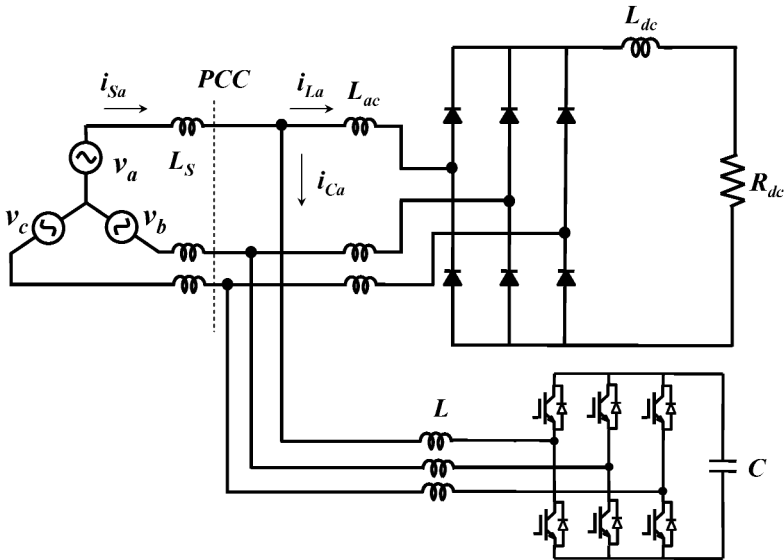 L_dc
i_Sa
PCC
i_La
L_ac
L_S
v_a
i_Ca
R_dc
v_c
v_b
L
C